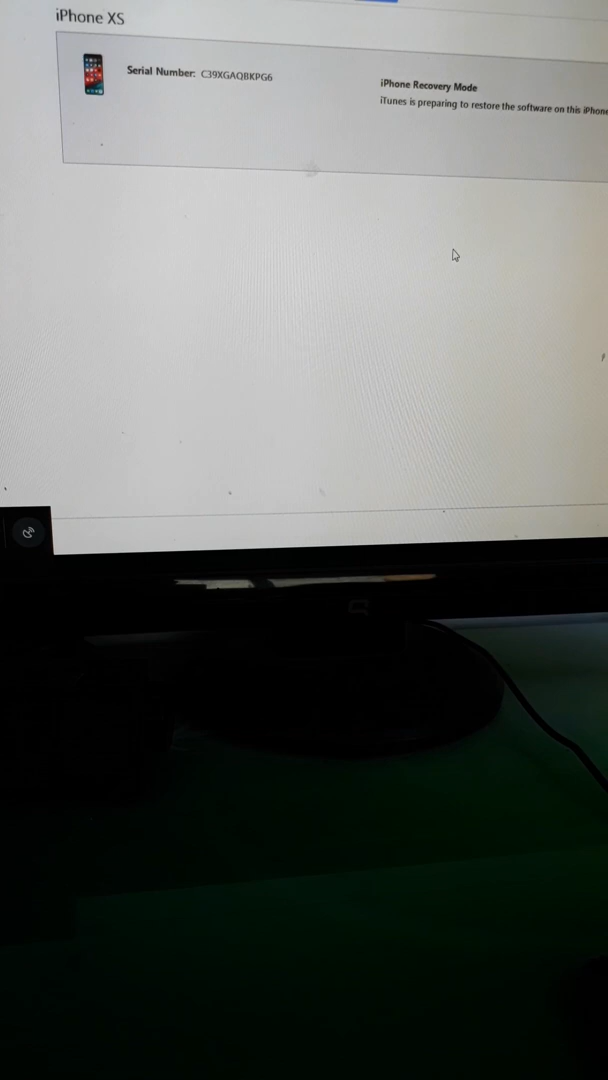 iPhone XS
Serial Number: C39XGAQBKPG6
iPhone Recovery Mode
iTunes is preparing to restore the software on this iPhone